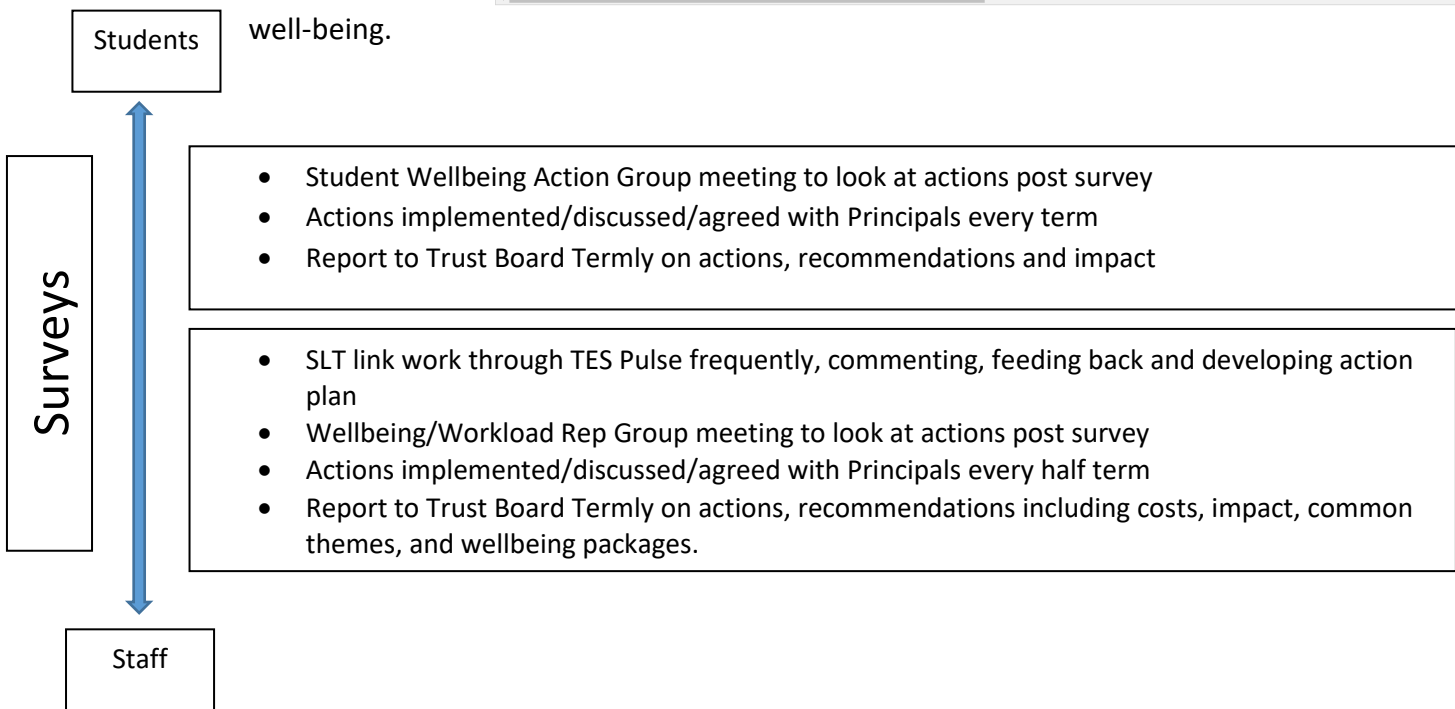 Students
well-being.
Surveys
• Student Wellbeing Action Group meeting to look at actions post survey
• Actions implemented/discussed/agreed with Principals every term
• Report to Trust Board Termly on actions, recommendations and impact
• SLT link work through TES Pulse frequently, commenting, feeding back and developing action
plan
• Wellbeing/Workload Rep Group meeting to look at actions post survey
• Actions implemented/discussed/agreed with Principals every half term
• Report to Trust Board Termly on actions, recommendations including costs, impact, common
themes, and wellbeing packages.
Staff